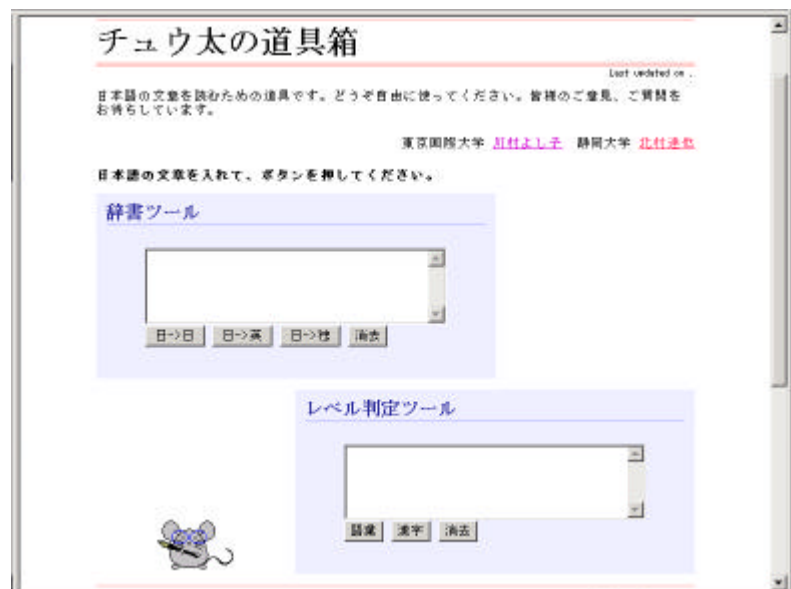 チュウ太の道具箱
Last updated on .
日本語の文章を読むための道具です。どうぞ自由に使ってください。皆様のご意見、ご質問を
お待ちしています。
東京国際大学 川村よし子 静岡大学 北村達也
日本語の文章を入れて、ボタンを押してください。
辞書ツール
日->日 日->英 日->独 消去
レベル判定ツール
語彙 漢字 消去